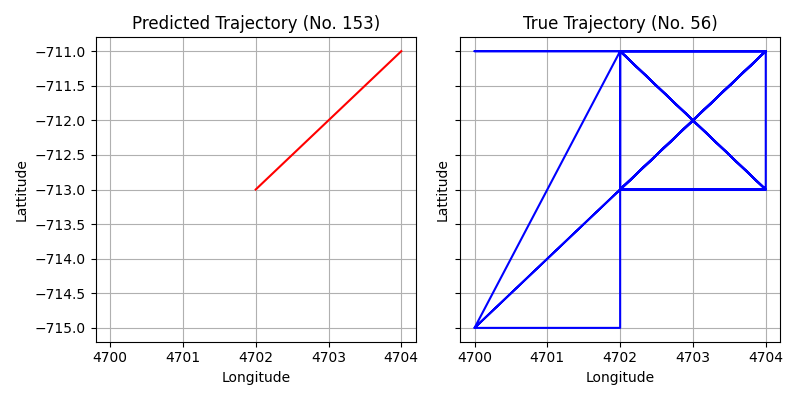 Predicted Trajectory (No. 153)
True Trajectory (No. 56)
Lattitude
−711.0
−711.5
−712.0
−712.5
−713.0
−713.5
−714.0
−714.5
−715.0
4700 4701 4702 4703 4704
Longitude
Lattitude
4700 4701 4702 4703 4704
Longitude